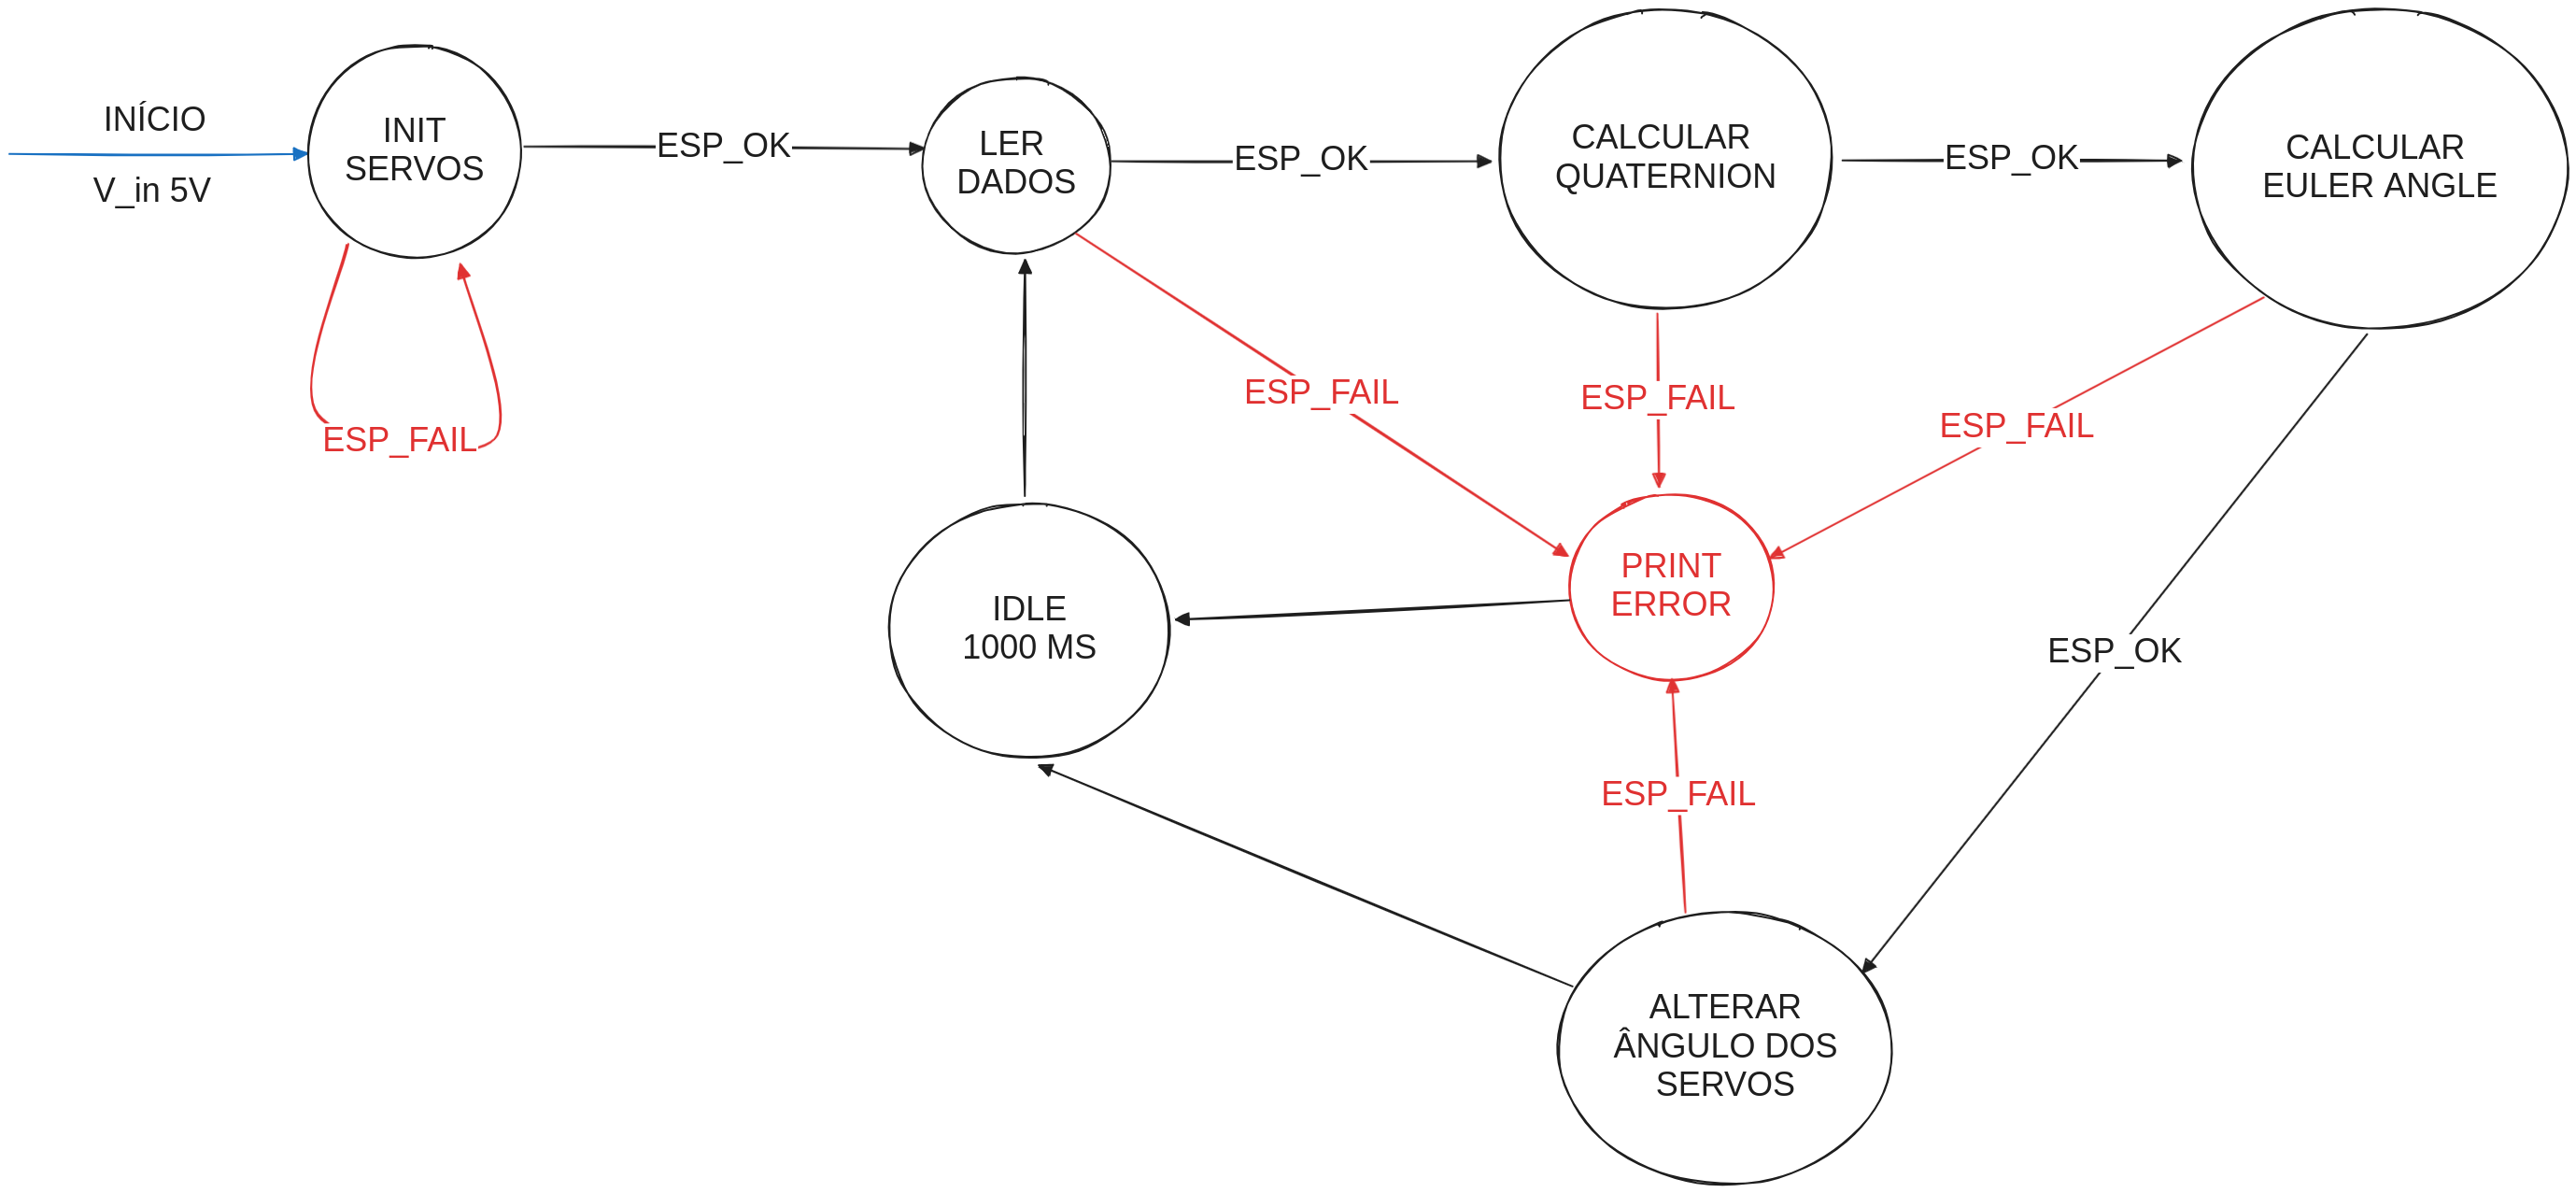 INÍCIO
V_in 5V
INIT
SERVOS
ESP_OK
LER
DADOS
ESP_OK
CALCULAR
QUATERNION
ESP_OK
CALCULAR
EULER ANGLE
ESP_FAIL
ESP_FAIL
ESP_FAIL
ESP_FAIL
PRINT
ERROR
IDLE
1000 MS
ESP_OK
ESP_FAIL
ALTERAR
ÂNGULO DOS
SERVOS